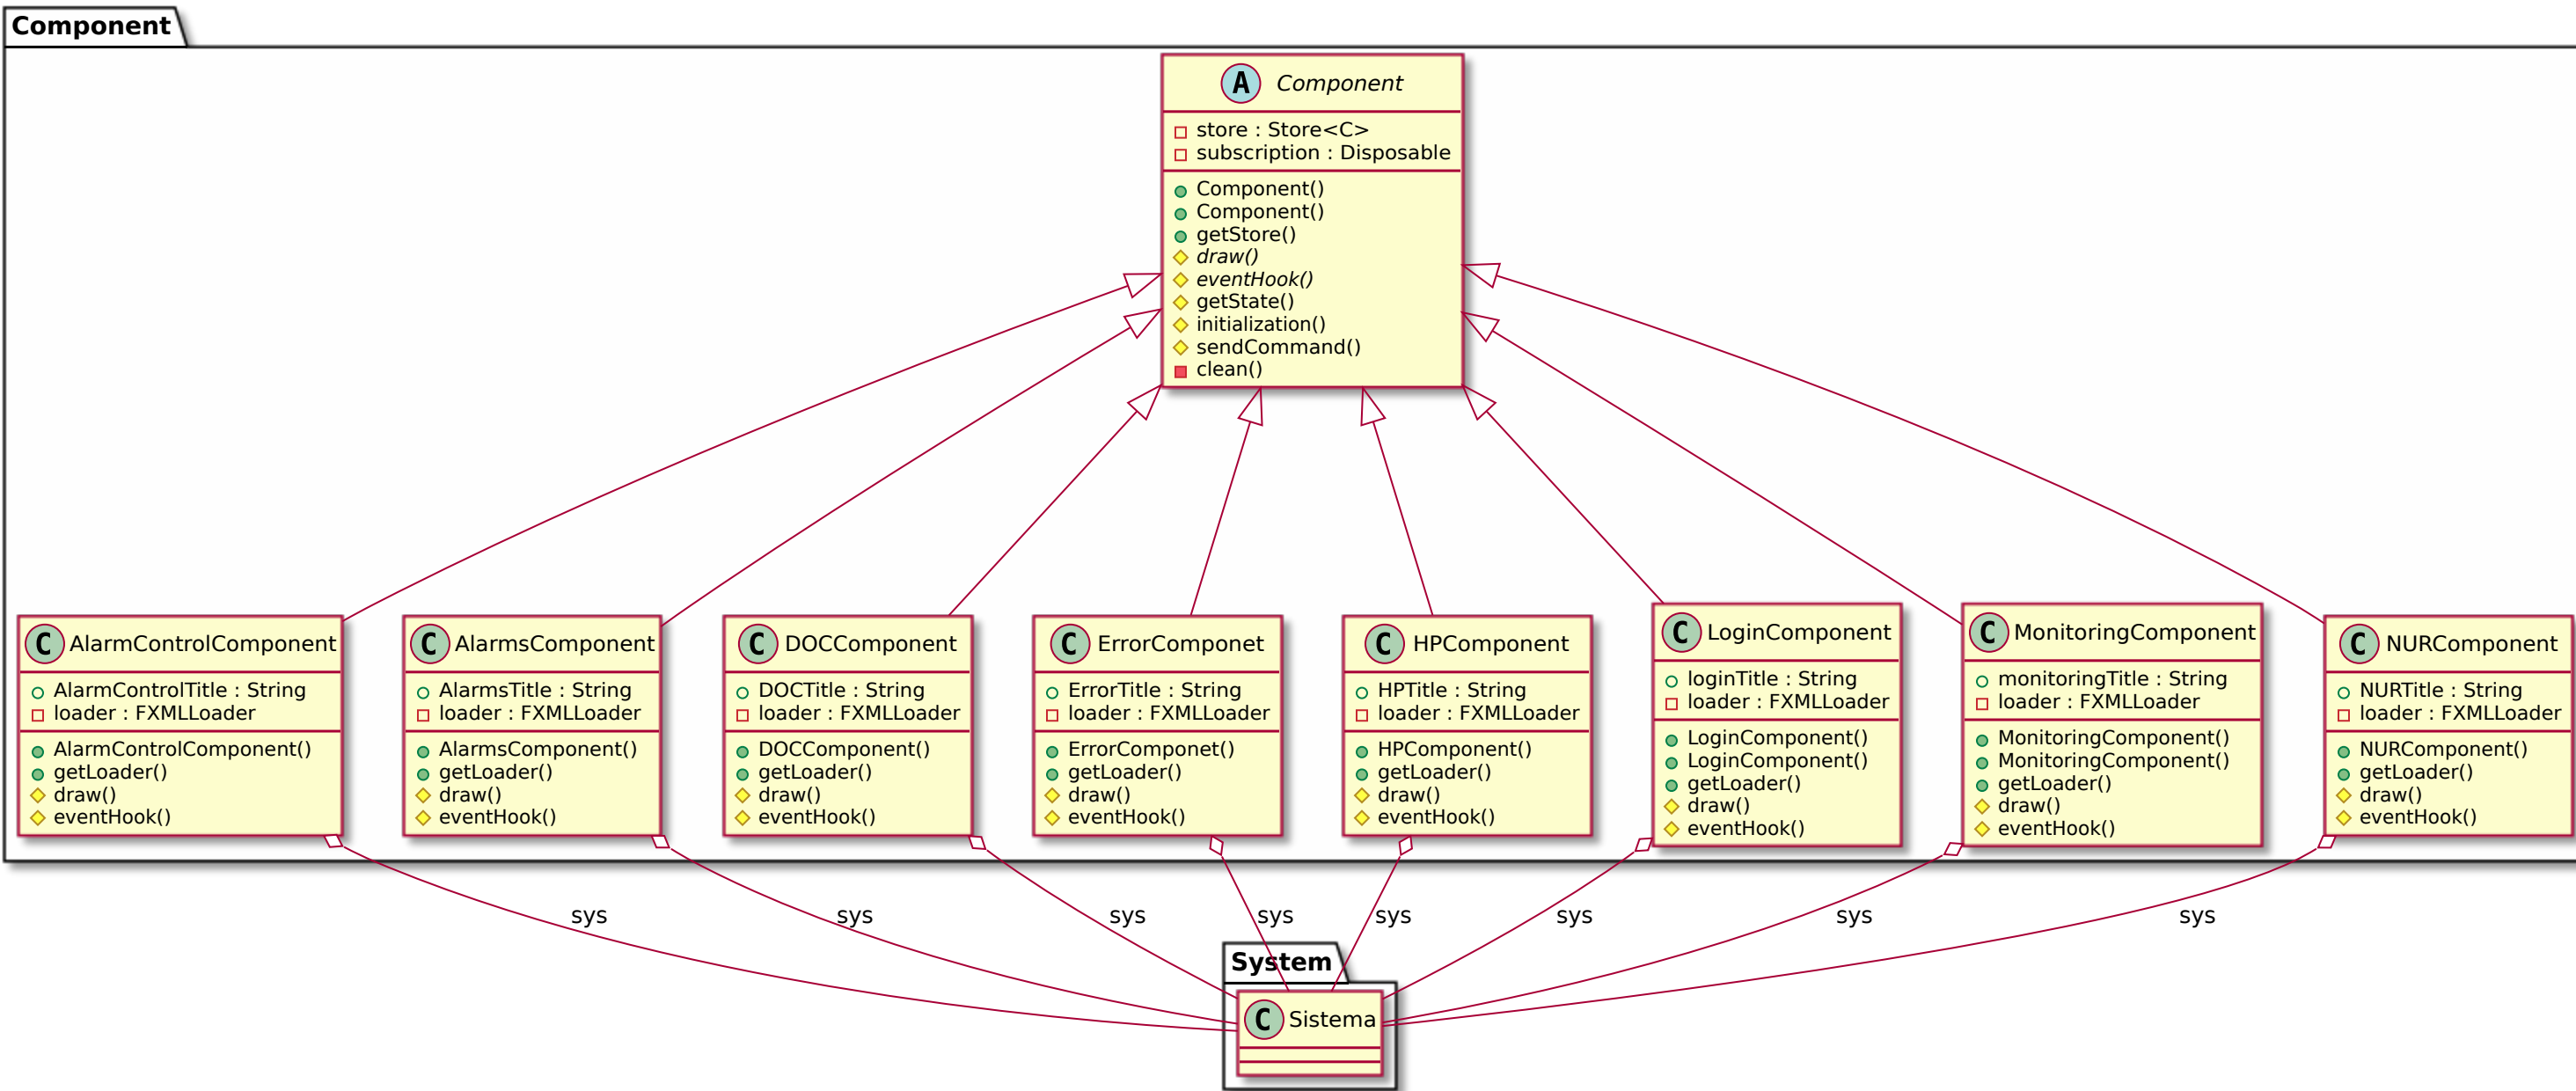 Component
A Component
store : Store<C>
subscription : Disposable
Component()
Component()
getStore()
draw()
eventHook()
getState()
initialization()
sendCommand()
clean()
C AlarmControlComponent
AlarmControlTitle : String
loader : FXMLLoader
AlarmControlComponent()
getLoader()
draw()
eventHook()
C AlarmsComponent
AlarmsTitle : String
loader : FXMLLoader
AlarmsComponent()
getLoader()
draw()
eventHook()
C DOCComponent
DOCTitle : String
loader : FXMLLoader
DOCComponent()
getLoader()
draw()
eventHook()
C ErrorComponet
ErrorTitle : String
loader : FXMLLoader
ErrorComponet()
getLoader()
draw()
eventHook()
C HPComponent
HPTitle : String
loader : FXMLLoader
HPComponent()
getLoader()
draw()
eventHook()
C LoginComponent
loginTitle : String
loader : FXMLLoader
LoginComponent()
LoginComponent()
getLoader()
draw()
eventHook()
C MonitoringComponent
monitoringTitle : String
loader : FXMLLoader
MonitoringComponent()
MonitoringComponent()
getLoader()
draw()
eventHook()
C NURComponent
NURTitle : String
loader : FXMLLoader
NURComponent()
getLoader()
draw()
eventHook()
sys
sys
sys
sys
sys
sys
sys
sys
System
C Sistema